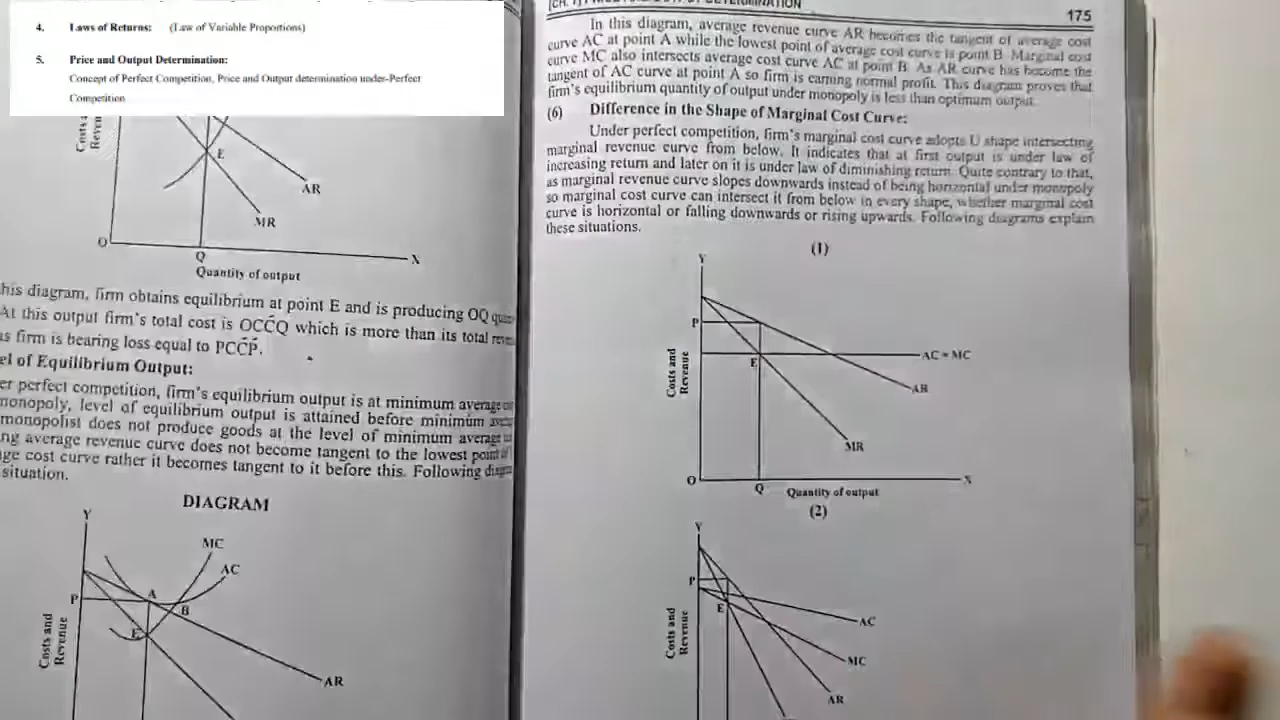 4. Laws of Returns: (Law of Variable Proportions)
5. Price and Output Determination:
Concept of Perfect Competition, Price and Output determination under-Perfect
Competition
Costs
Reven
E
AR
MR
O
Q
X
Quantity of output
his diagram, firm obtains equilibrium at point E and is producing OQ
At this output firm's total cost is OCC̄Q which is more than its total
as firm is bearing loss equal to PCC̄P̄.
el of Equilibrium Output:
er perfect competition, firm's equilibrium output is at minimum average
monopoly, level of equilibrium output is attained before minimum
monopolist does not produce goods at the level of minimum average
ng average revenue curve does not become tangent to the lowest point
ge cost curve rather it becomes tangent to it before this. Following
situation.
DIAGRAM
Y
MC
AC
P
A
B
E
Costs and
Revenue
AR
175
In this diagram, average revenue curve AR becomes the tangent of average cost
curve AC at point A while the lowest point of average cost curve is point B. Marginal cost
curve MC also intersects average cost curve AC at point B. As AR curve has become the
tangent of AC curve at point A so firm is earning normal profit. This diagram proves that
firm's equilibrium quantity of output under monopoly is less than optimum output.
(6) Difference in the Shape of Marginal Cost Curve:
Under perfect competition, firm's marginal cost curve adopts U shape intersecting
marginal revenue curve from below. It indicates that at first output is under law of
increasing return and later on it is under law of diminishing return. Quite contrary to that,
as marginal revenue curve slopes downwards instead of being horizontal under monopoly
so marginal cost curve can intersect it from below in every shape, whether marginal cost
curve is horizontal or falling downwards or rising upwards. Following diagrams explain
these situations.
(1)
Y
P
E
AC = MC
AR
MR
Costs and
Revenue
O
Q
Quantity of output
X
(2)
Y
P
E
AC
MC
AR
Costs and
Revenue